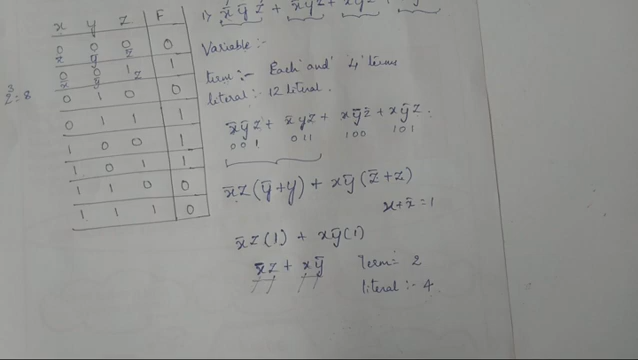 x y z F
0 0 0 0
x̄ ȳ z̄
0 0 1 1
x̄ ȳ z
0 1 0 0
0 1 1 1
1 0 0 1
1 0 1 1
1 1 0 0
1 1 1 0
2³ = 8
x̄ ȳ z + x̄yz +
Variable :-
term :- Each and 4 terms
literal :- 12 literal.
x̄ȳz + x̄yz + xȳz̄ + xȳz.
001 011 100 101
x̄z(ȳ+y) + xȳ(z̄+z)
x+x̄=1
x̄z(1) + xȳ(1)
x̄z + xȳ
Term = 2
literal :- 4